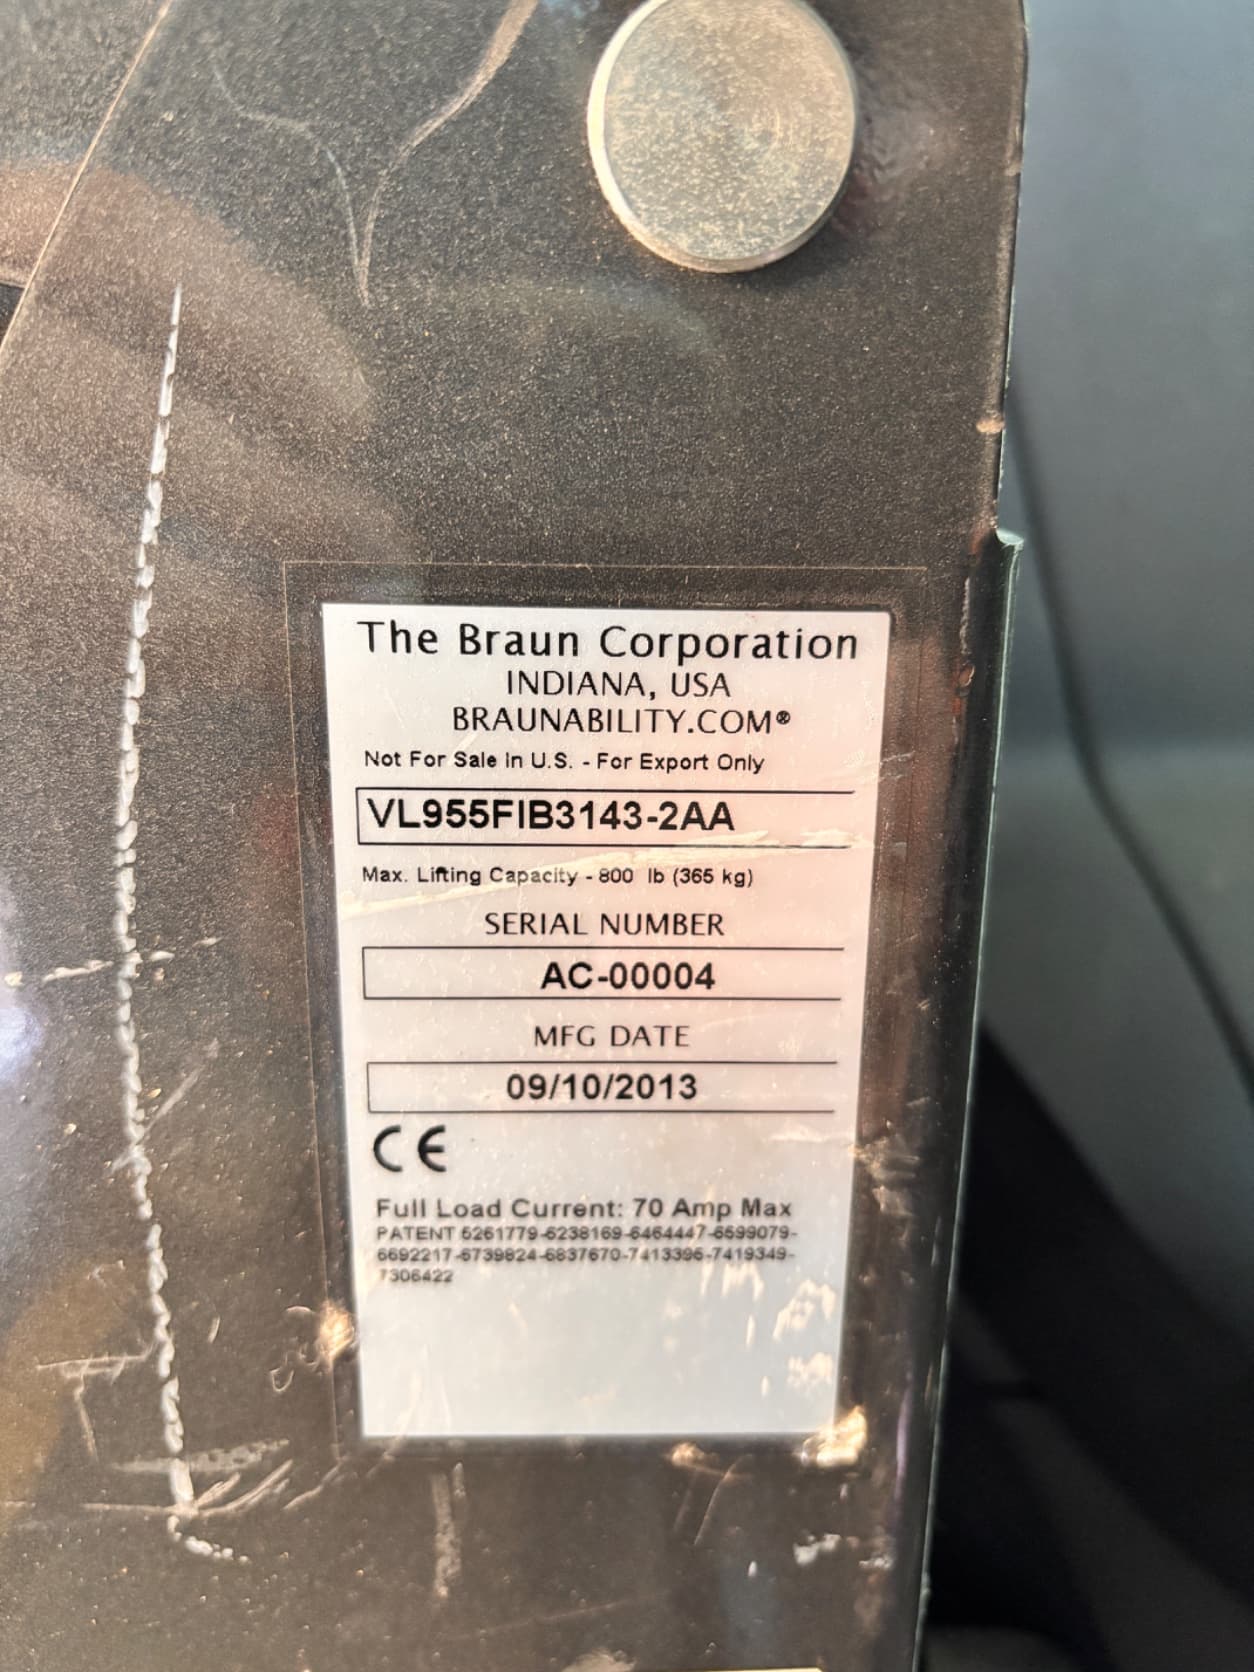 The Braun Corporation
INDIANA, USA
BRAUNABILITY.COM®
Not For Sale In U.S. - For Export Only
VL955FIB3143-2AA
Max. Lifting Capacity - 800 lb (365 kg)
SERIAL NUMBER
AC-00004
MFG DATE
09/10/2013
CE
Full Load Current: 70 Amp Max
PATENT 6261779-6238169-6464447-6599079-
6692217-6739824-6837670-7413396-7419349-
7306422